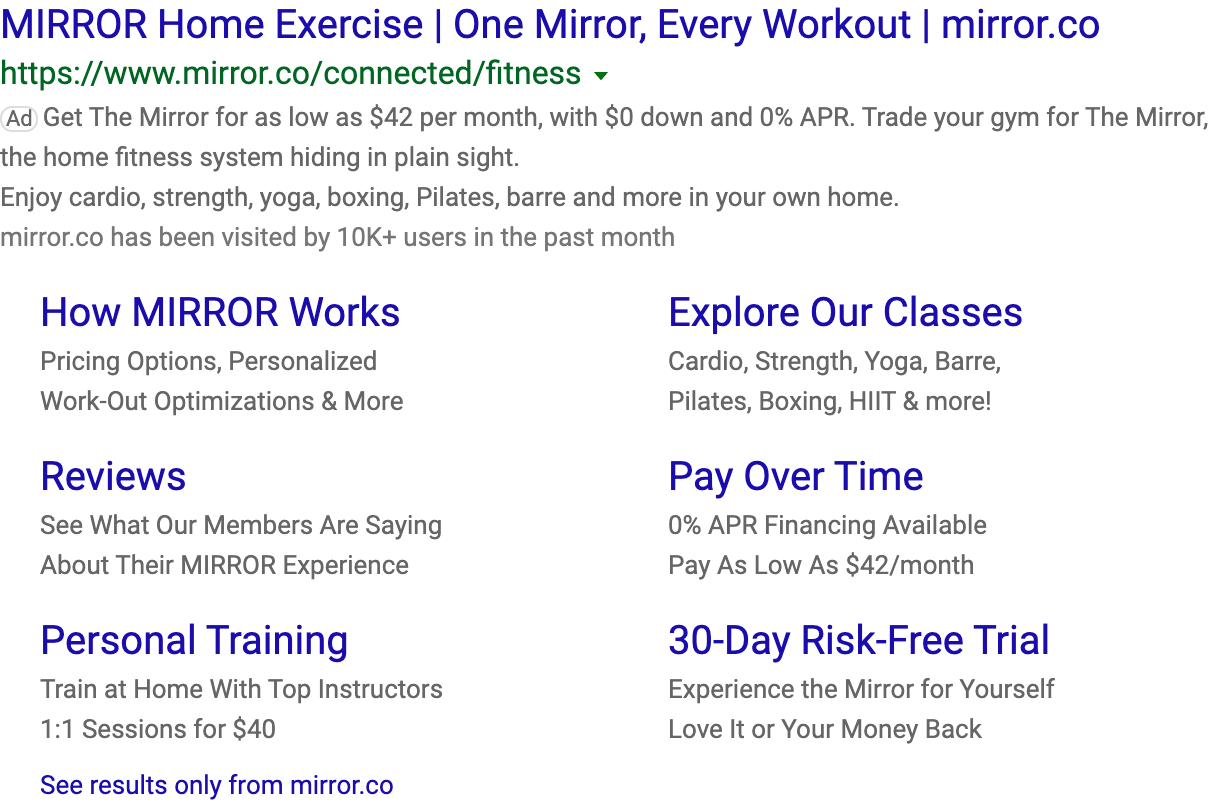 MIRROR Home Exercise | One Mirror, Every Workout | mirror.co
https://www.mirror.co/connected/fitness
Ad Get The Mirror for as low as $42 per month, with $0 down and 0% APR. Trade your gym for The Mirror,
the home fitness system hiding in plain sight.
Enjoy cardio, strength, yoga, boxing, Pilates, barre and more in your own home.
mirror.co has been visited by 10K+ users in the past month
How MIRROR Works
Pricing Options, Personalized
Work-Out Optimizations & More
Explore Our Classes
Cardio, Strength, Yoga, Barre,
Pilates, Boxing, HIIT & more!
Reviews
See What Our Members Are Saying
About Their MIRROR Experience
Pay Over Time
0% APR Financing Available
Pay As Low As $42/month
Personal Training
Train at Home With Top Instructors
1:1 Sessions for $40
30-Day Risk-Free Trial
Experience the Mirror for Yourself
Love It or Your Money Back
See results only from mirror.co